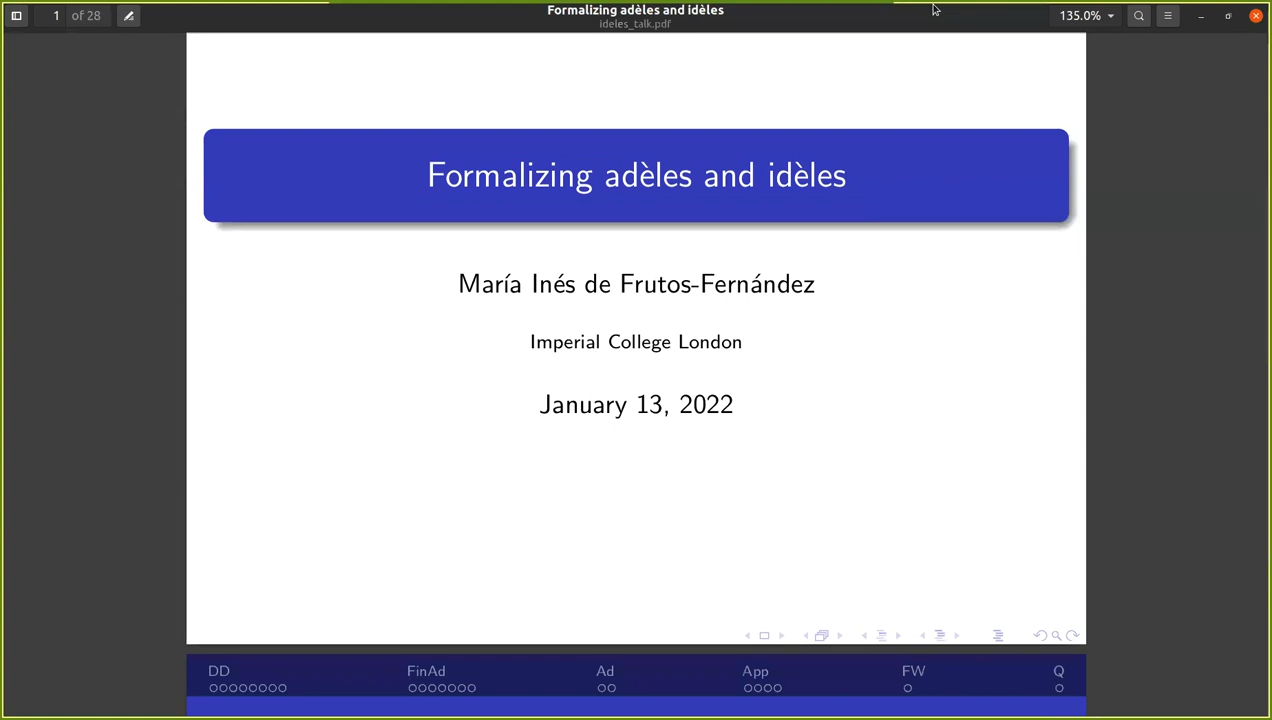 Formalizing adèles and idèles
ideles_talk.pdf
1 of 28
135.0%
Formalizing adèles and idèles
María Inés de Frutos-Fernández
Imperial College London
January 13, 2022
DD FinAd Ad App FW Q